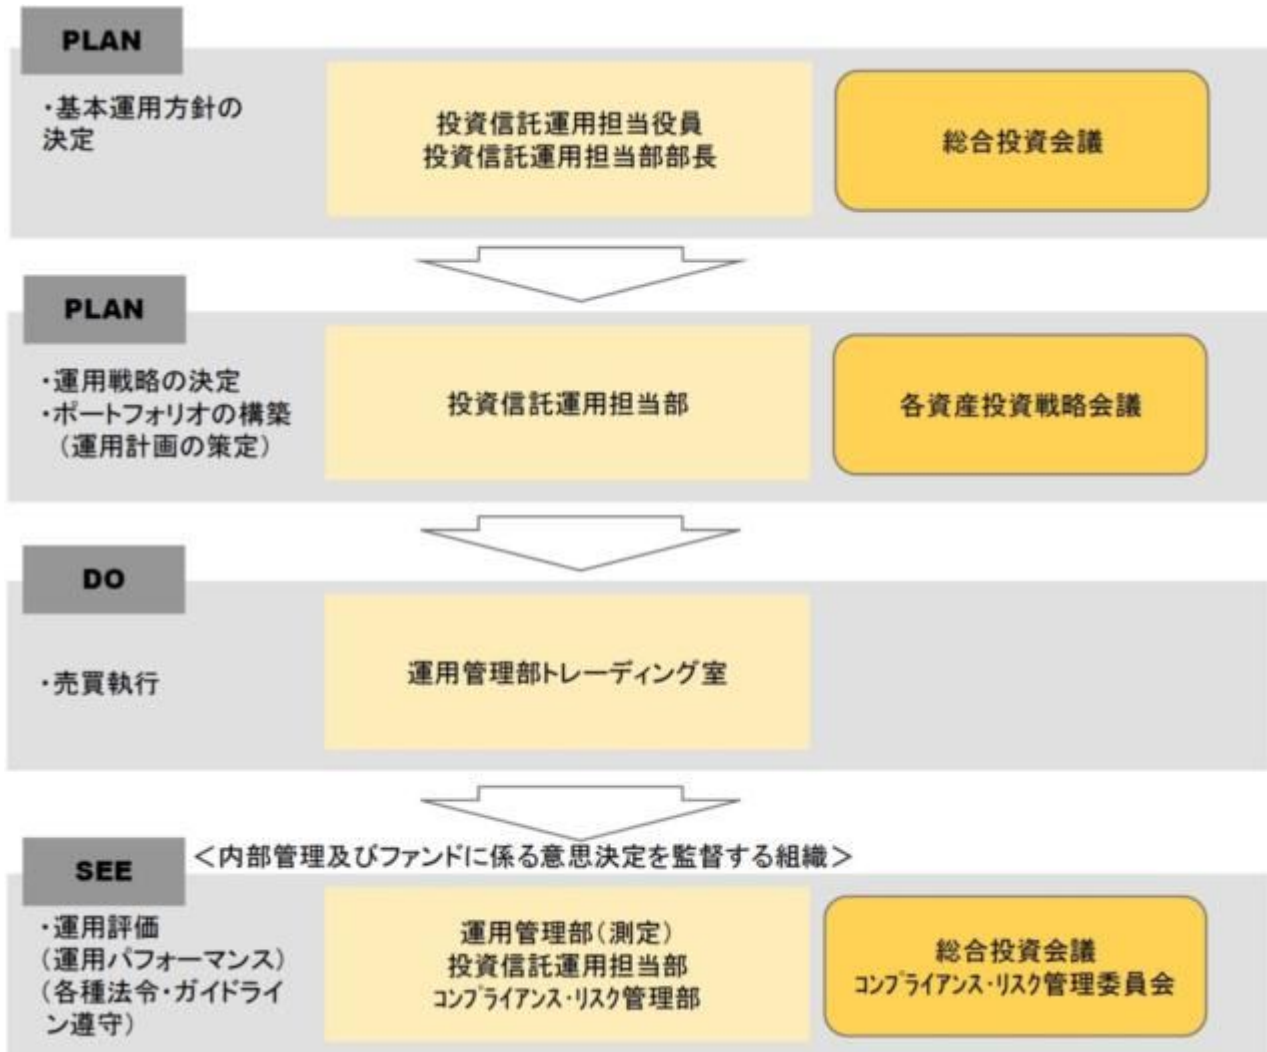 PLAN
・基本運用方針の
決定
投資信託運用担当役員
投資信託運用担当部部長
総合投資会議
PLAN
・運用戦略の決定
・ポートフォリオの構築
（運用計画の策定）
投資信託運用担当部
各資産投資戦略会議
DO
・売買執行
運用管理部トレーディング室
SEE
＜内部管理及びファンドに係る意思決定を監督する組織＞
・運用評価
（運用パフォーマンス）
（各種法令・ガイドライ
ン遵守）
運用管理部（測定）
投資信託運用担当部
ｺﾝﾌﾟﾗｲｱﾝｽ・ﾘｽｸ管理部
総合投資会議
ｺﾝﾌﾟﾗｲｱﾝｽ・ﾘｽｸ管理委員会